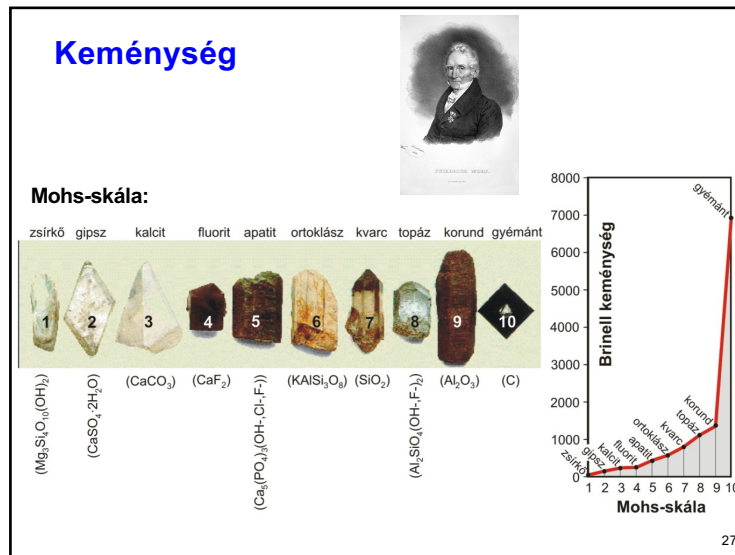 Keménység
FRIEDRICH MOHS.
Mohs-skála:
zsírkő gipsz kalcit fluorit apatit ortoklász kvarc topáz korund gyémánt
1 2 3 4 5 6 7 8 9 10
(Mg₃Si₄O₁₀(OH)₂)
(CaSO₄·2H₂O)
(CaCO₃)
(CaF₂)
(Ca₅(PO₄)₃(OH-,Cl-,F-))
(KAlSi₃O₈)
(SiO₂)
(Al₂SiO₄(OH-,F-)₂)
(Al₂O₃)
(C)
8000
7000
6000
5000
4000
3000
2000
1000
0
Brinell keménység
zsírkő
gipsz
kalcit
fluorit
apatit
ortoklász
kvarc
topáz
korund
gyémánt
1 2 3 4 5 6 7 8 9 10
Mohs-skála
27